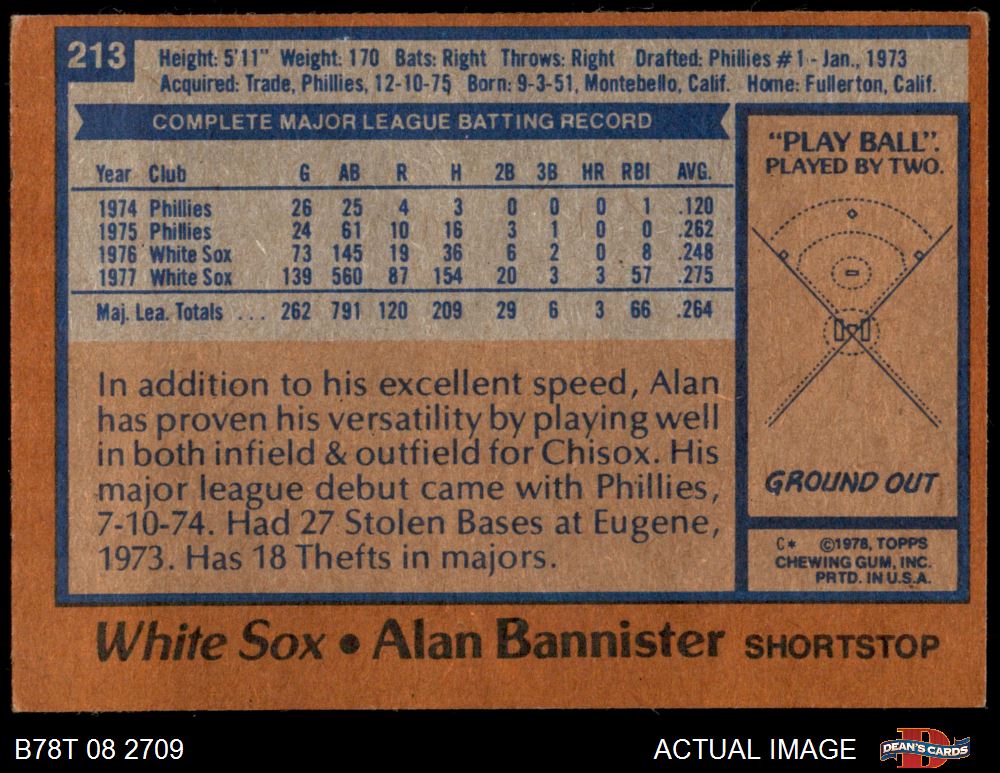 213
Height: 5'11" Weight: 170 Bats: Right Throws: Right Drafted: Phillies #1 - Jan., 1973
Acquired: Trade, Phillies, 12-10-75 Born: 9-3-51, Montebello, Calif. Home: Fullerton, Calif.
COMPLETE MAJOR LEAGUE BATTING RECORD
Year Club G AB R H 2B 3B HR RBI AVG.
1974 Phillies 26 25 4 3 0 0 0 1 .120
1975 Phillies 24 61 10 16 3 1 0 0 .262
1976 White Sox 73 145 19 36 6 2 0 8 .248
1977 White Sox 139 560 87 154 20 3 3 57 .275
Maj. Lea. Totals ... 262 791 120 209 29 6 3 66 .264
In addition to his excellent speed, Alan
has proven his versatility by playing well
in both infield & outfield for Chisox. His
major league debut came with Phillies,
7-10-74. Had 27 Stolen Bases at Eugene,
1973. Has 18 Thefts in majors.
"PLAY BALL".
PLAYED BY TWO.
GROUND OUT
C* ©1978, TOPPS
CHEWING GUM, INC.
PRTD. IN U.S.A.
White Sox • Alan Bannister SHORTSTOP
B78T 08 2709
ACTUAL IMAGE
DEAN'S CARDS